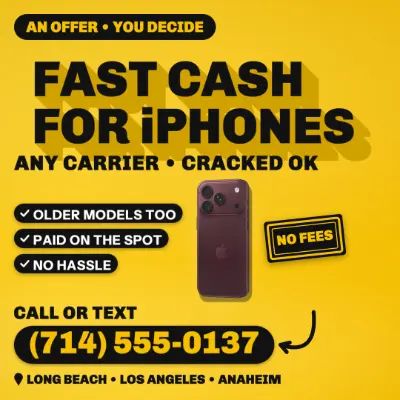 AN OFFER • YOU DECIDE
FAST CASH
FOR iPHONES
ANY CARRIER • CRACKED OK
✓ OLDER MODELS TOO
✓ PAID ON THE SPOT
✓ NO HASSLE
NO FEES
CALL OR TEXT
(714) 555-0137
LONG BEACH • LOS ANGELES • ANAHEIM